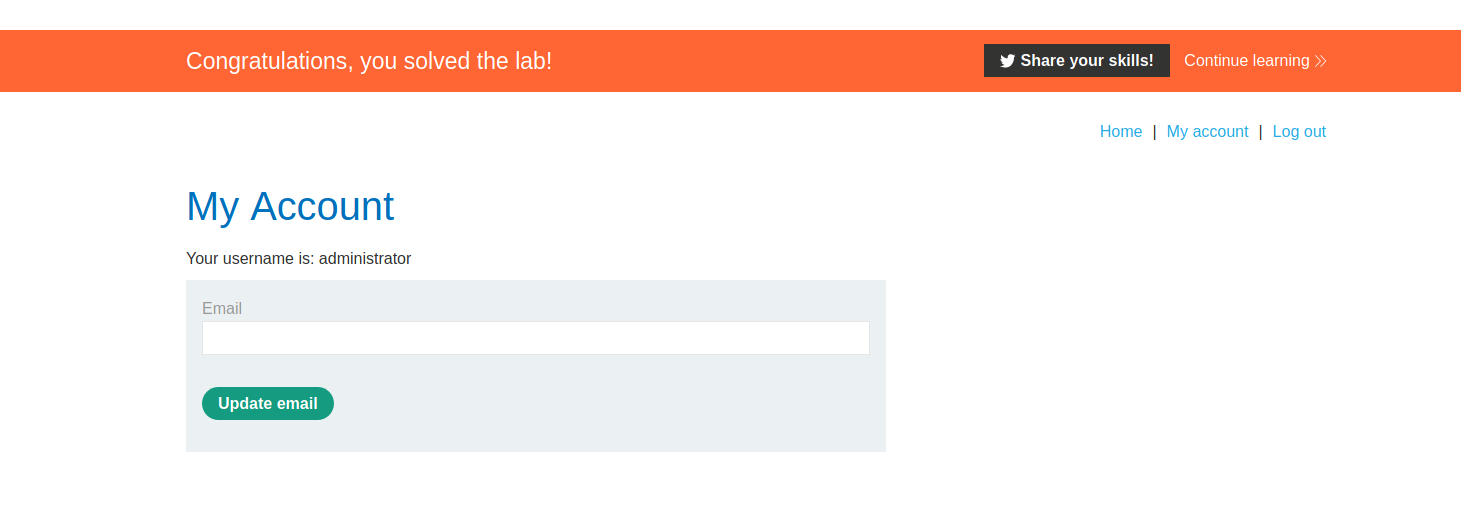 Congratulations, you solved the lab!
Share your skills!
Continue learning
Home | My account | Log out
My Account
Your username is: administrator
Email
Update email